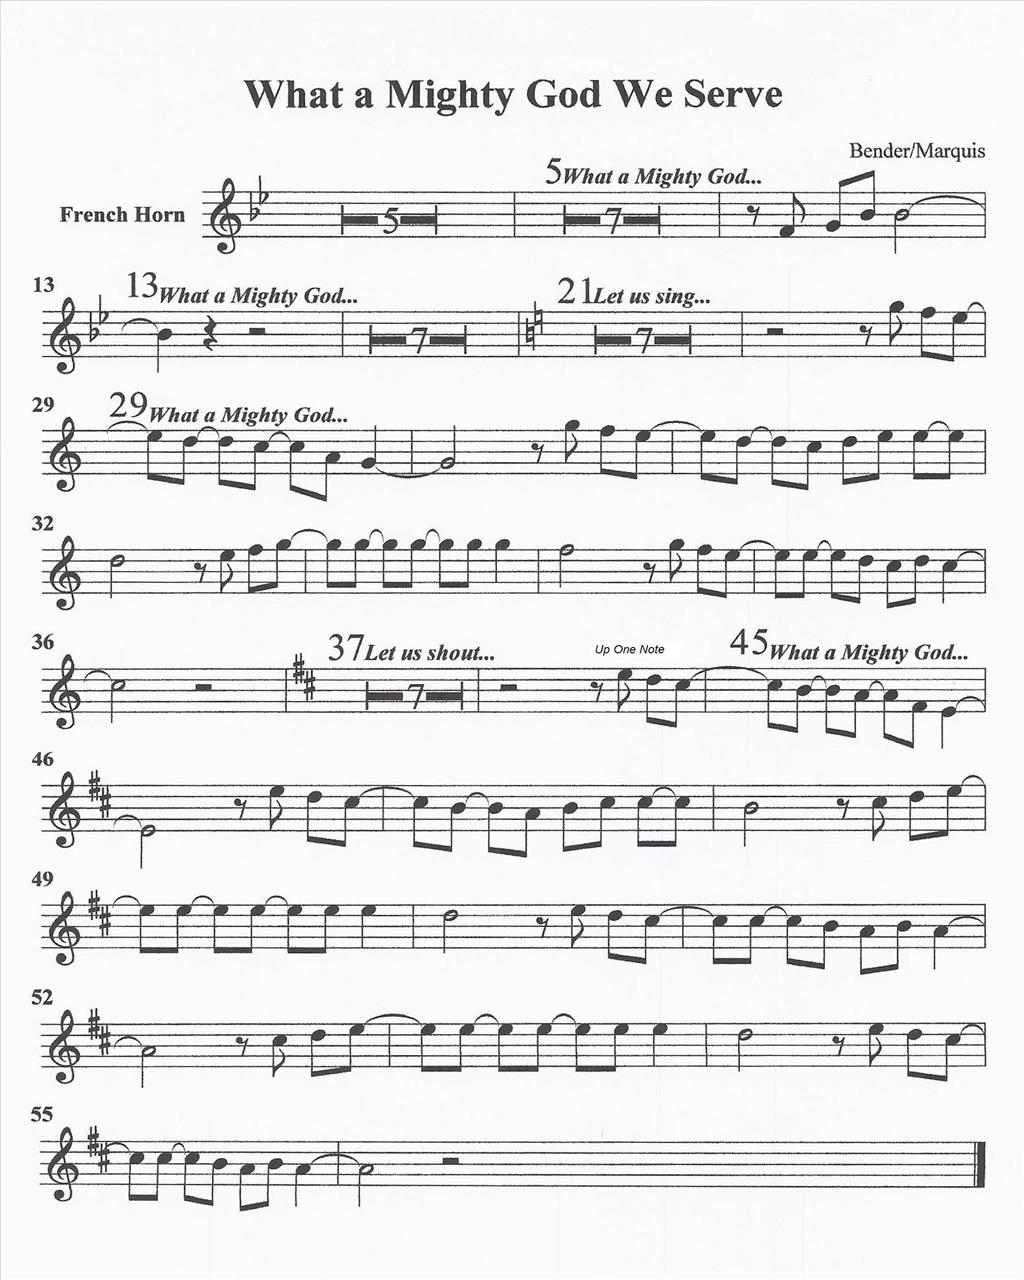 What a Mighty God We Serve
Bender/Marquis
5 What a Mighty God...
French Horn
5
7
13
13 What a Mighty God...
21 Let us sing...
7
7
29
29 What a Mighty God...
32
36
37 Let us shout...
Up One Note
45 What a Mighty God...
7
46
49
52
55